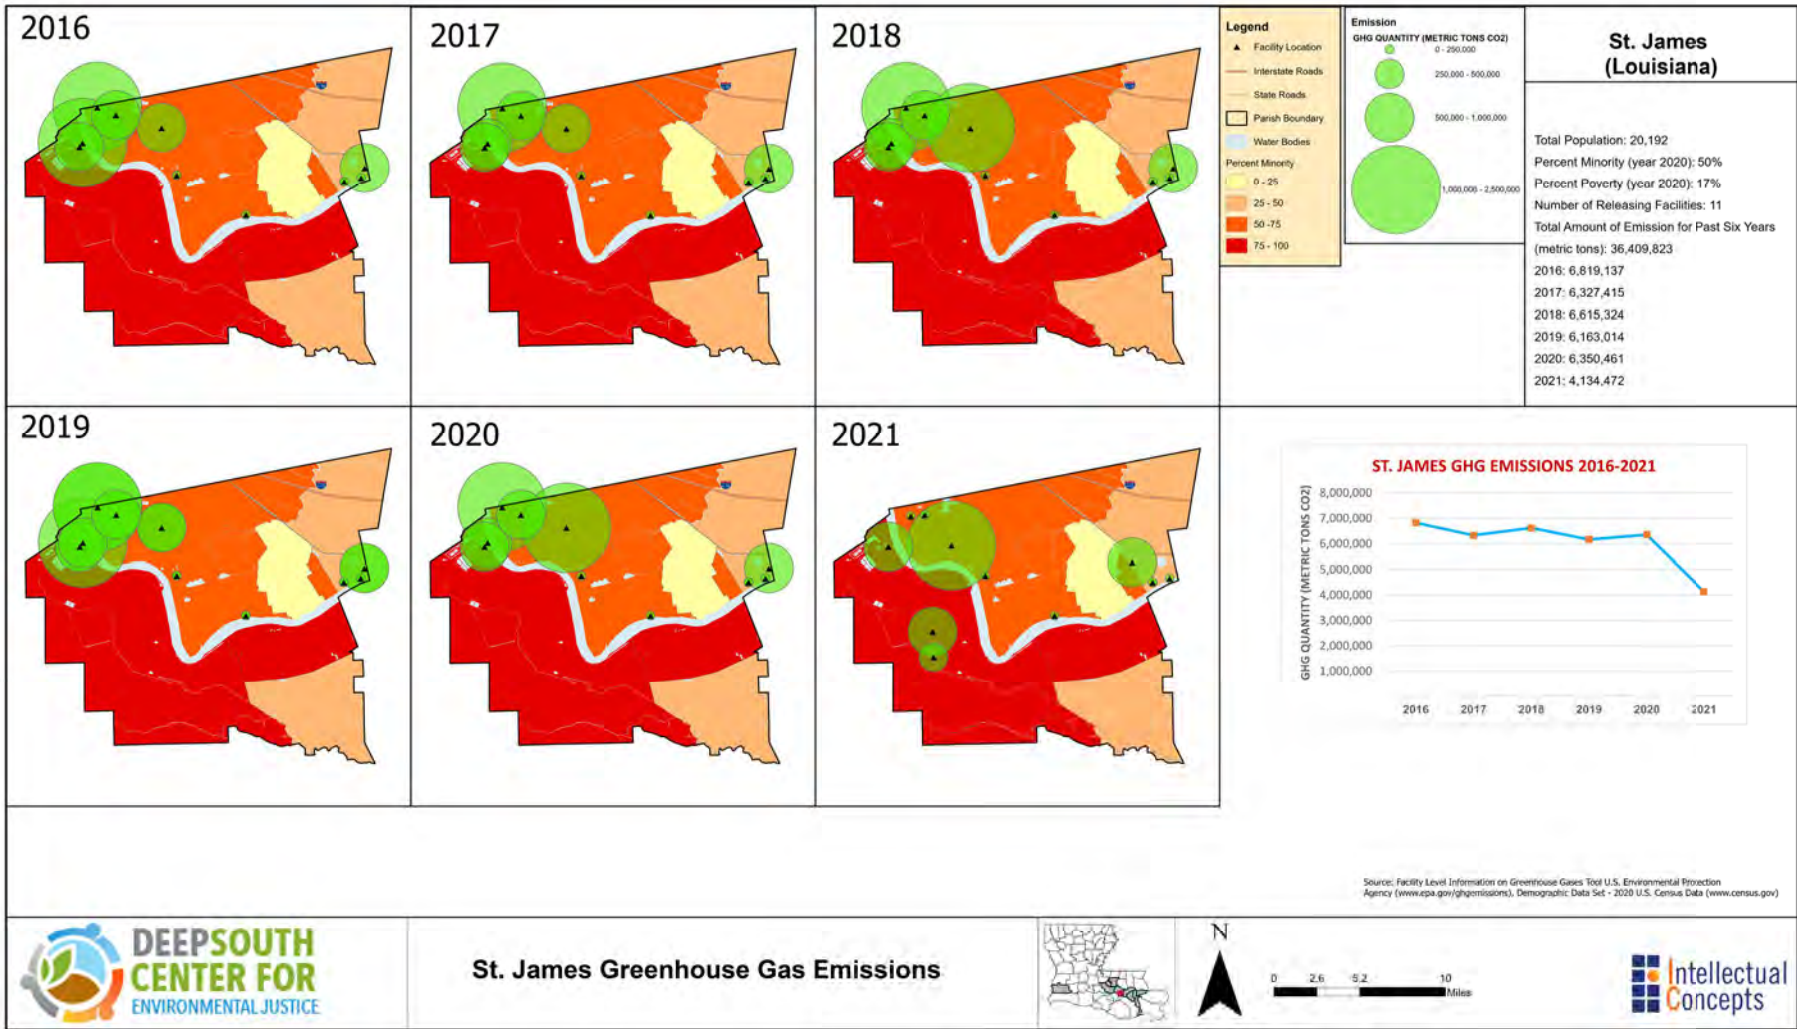 2016
2017
2018
Legend
Facility Location
Interstate Roads
State Roads
Parish Boundary
Water Bodies
Percent Minority
0 - 25
25 - 50
50 -75
75 - 100
Emission
GHG QUANTITY (METRIC TONS CO2)
0 - 250,000
250,000 - 500,000
500,000 - 1,000,000
1,000,000 - 2,500,000
St. James
(Louisiana)
Total Population: 20,192
Percent Minority (year 2020): 50%
Percent Poverty (year 2020): 17%
Number of Releasing Facilities: 11
Total Amount of Emission for Past Six Years
(metric tons): 36,409,823
2016: 6,819,137
2017: 6,327,415
2018: 6,615,324
2019: 6,163,014
2020: 6,350,461
2021: 4,134,472
2019
2020
2021
ST. JAMES GHG EMISSIONS 2016-2021
GHG QUANTITY (METRIC TONS CO2)
8,000,000
7,000,000
6,000,000
5,000,000
4,000,000
3,000,000
2,000,000
1,000,000
2016 2017 2018 2019 2020 2021
Source: Facility Level Information on Greenhouse Gases Tool U.S. Environmental Protection
Agency (www.epa.gov/ghgemissions), Demographic Data Set - 2020 U.S. Census Data (www.census.gov)
DEEPSOUTH
CENTER FOR
ENVIRONMENTAL JUSTICE
St. James Greenhouse Gas Emissions
N
0 2.6 5.2 10
Miles
Intellectual
Concepts